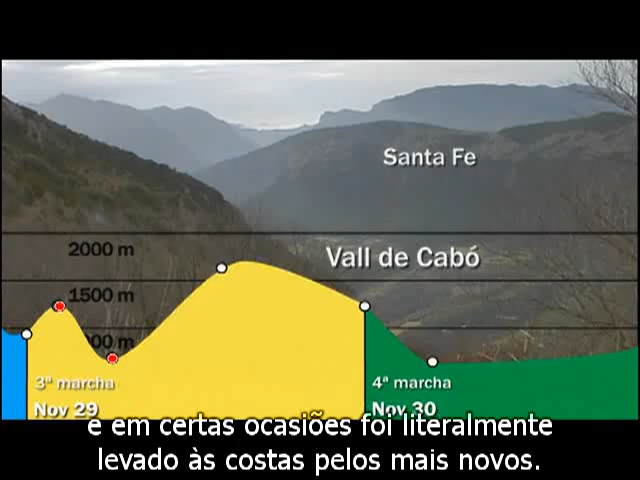 Santa Fe
2000 m
Vall de Cabó
1500 m
00 m
3ª marcha
4ª marcha
Nov 29
Nov 30
e em certas ocasiões foi literalmente
levado às costas pelos mais novos.